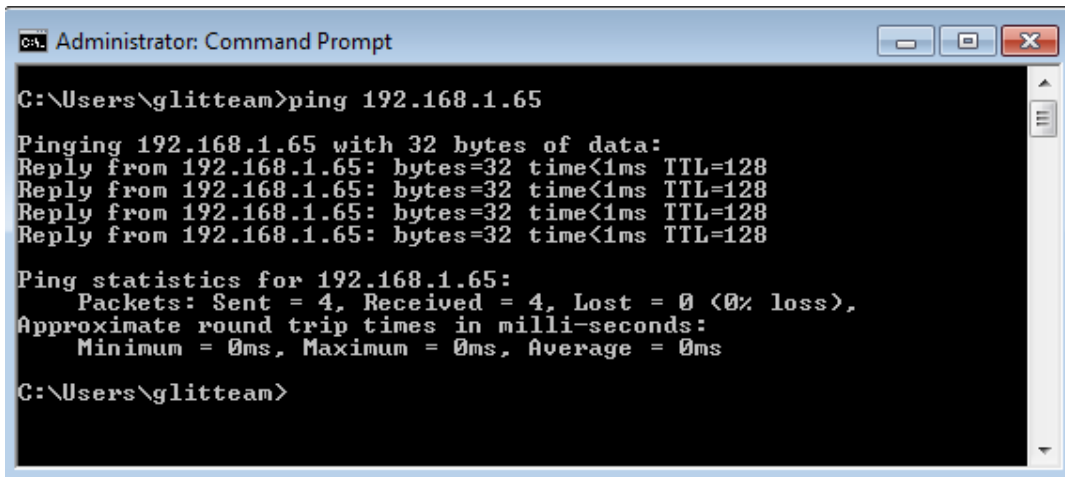 Administrator: Command Prompt
C:\Users\glitteam>ping 192.168.1.65
Pinging 192.168.1.65 with 32 bytes of data:
Reply from 192.168.1.65: bytes=32 time<1ms TTL=128
Reply from 192.168.1.65: bytes=32 time<1ms TTL=128
Reply from 192.168.1.65: bytes=32 time<1ms TTL=128
Reply from 192.168.1.65: bytes=32 time<1ms TTL=128
Ping statistics for 192.168.1.65:
    Packets: Sent = 4, Received = 4, Lost = 0 (0% loss),
Approximate round trip times in milli-seconds:
    Minimum = 0ms, Maximum = 0ms, Average = 0ms
C:\Users\glitteam>